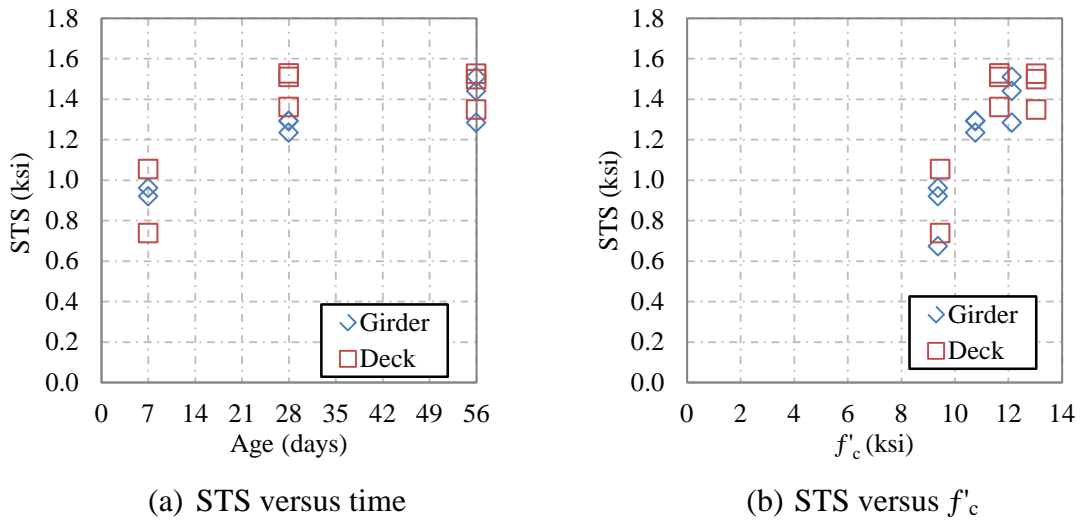 1.8
1.6
1.4
1.2
1.0
0.8
0.6
0.4
0.2
0.0
STS (ksi)
0 7 14 21 28 35 42 49 56
Age (days)
Girder
Deck
(a) STS versus time
1.8
1.6
1.4
1.2
1.0
0.8
0.6
0.4
0.2
0.0
STS (ksi)
0 2 4 6 8 10 12 14
f'c (ksi)
Girder
Deck
(b) STS versus f'c